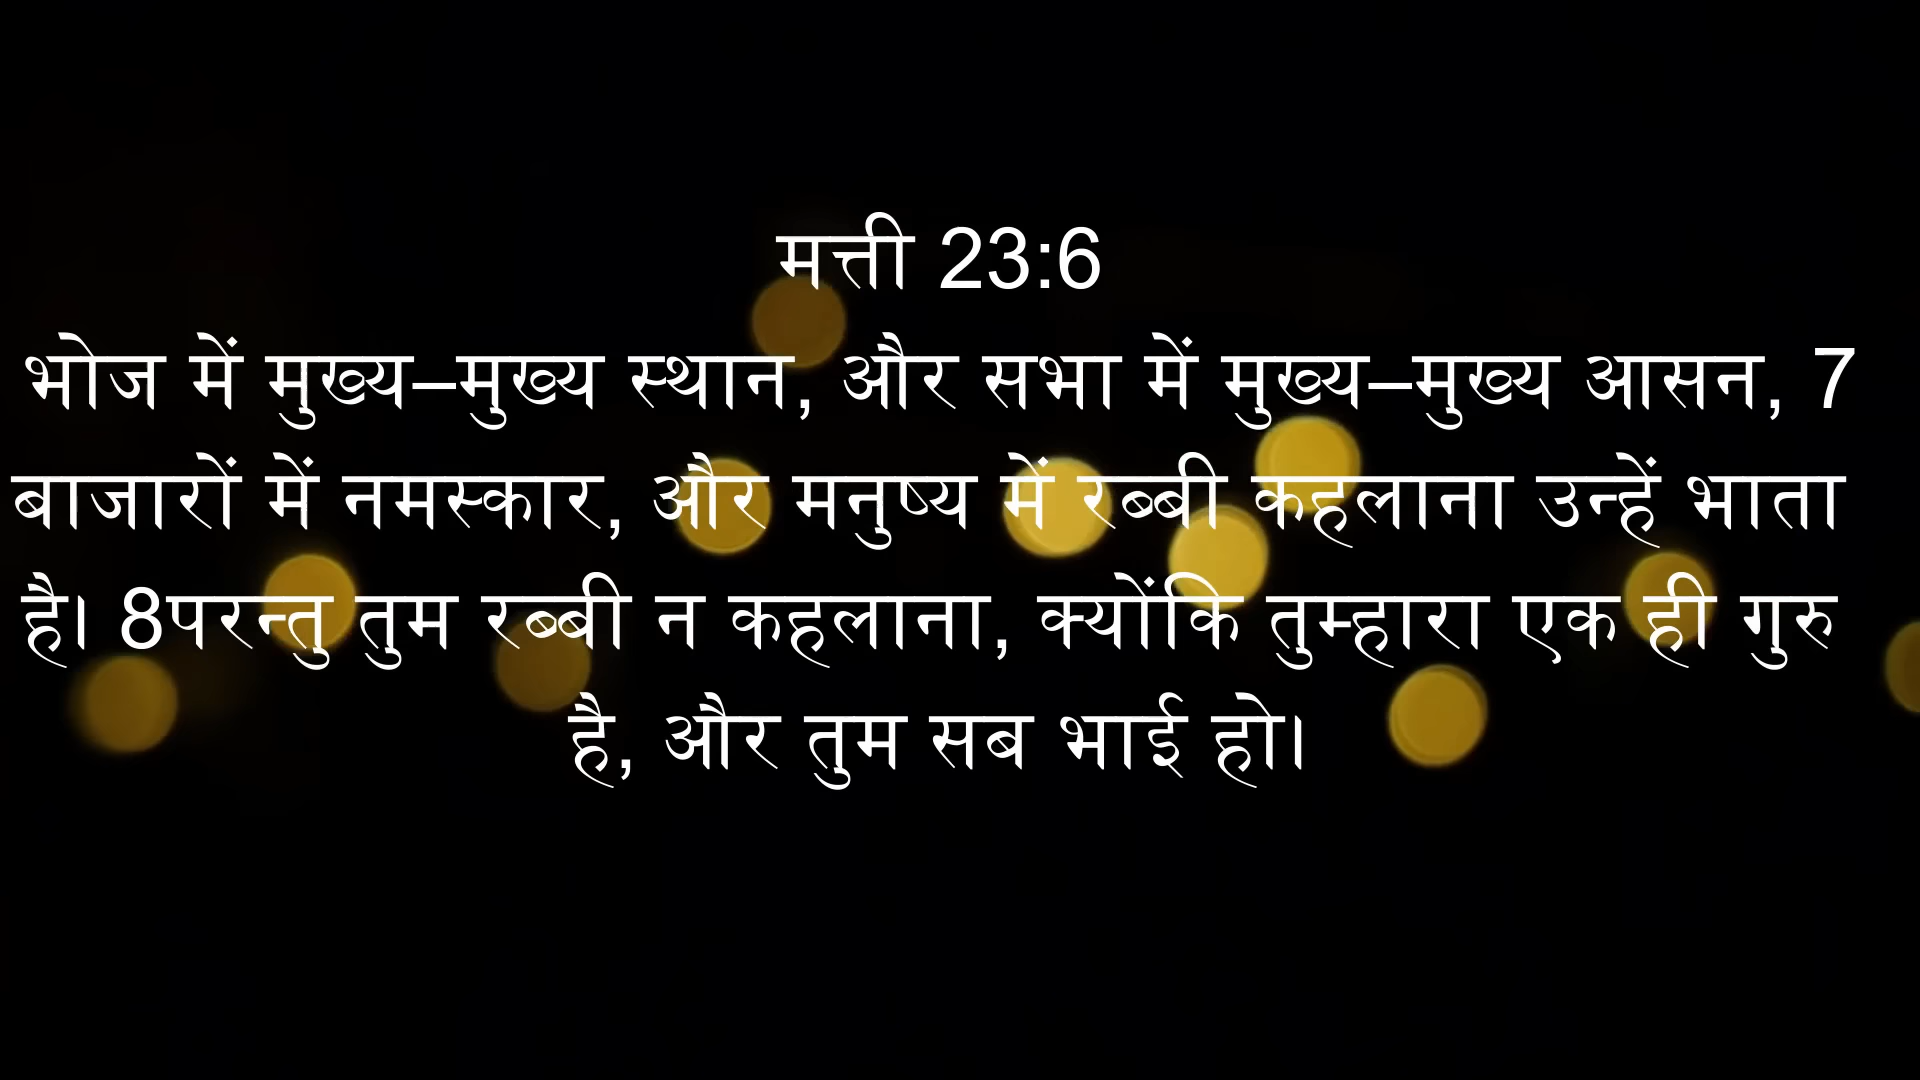 मत्ती 23:6
भोज में मुख्य–मुख्य स्थान, और सभा में मुख्य–मुख्य आसन, 7
बाजारों में नमस्कार, और मनुष्य में रब्बी कहलाना उन्हें भाता
है। 8परन्तु तुम रब्बी न कहलाना, क्योंकि तुम्हारा एक ही गुरु
है, और तुम सब भाई हो।